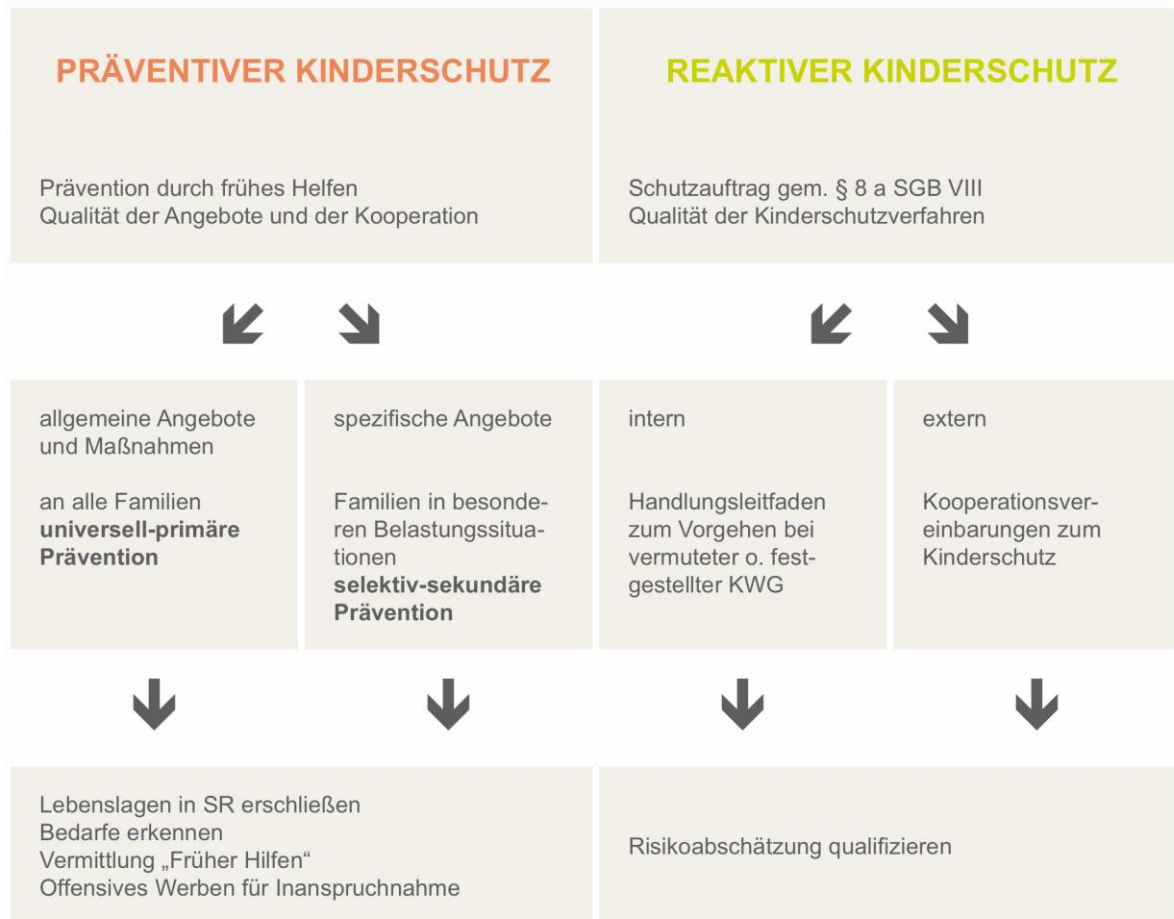 PRÄVENTIVER KINDERSCHUTZ
Prävention durch frühes Helfen
Qualität der Angebote und der Kooperation
REAKTIVER KINDERSCHUTZ
Schutzauftrag gem. § 8 a SGB VIII
Qualität der Kinderschutzverfahren
allgemeine Angebote
und Maßnahmen
an alle Familien
universell-primäre
Prävention
spezifische Angebote
Familien in besonde-
ren Belastungssitua-
tionen
selektiv-sekundäre
Prävention
intern
Handlungsleitfaden
zum Vorgehen bei
vermuteter o. fest-
gestellter KWG
extern
Kooperationsver-
einbarungen zum
Kinderschutz
Lebenslagen in SR erschließen
Bedarfe erkennen
Vermittlung „Früher Hilfen“
Offensives Werben für Inanspruchnahme
Risikoabschätzung qualifizieren